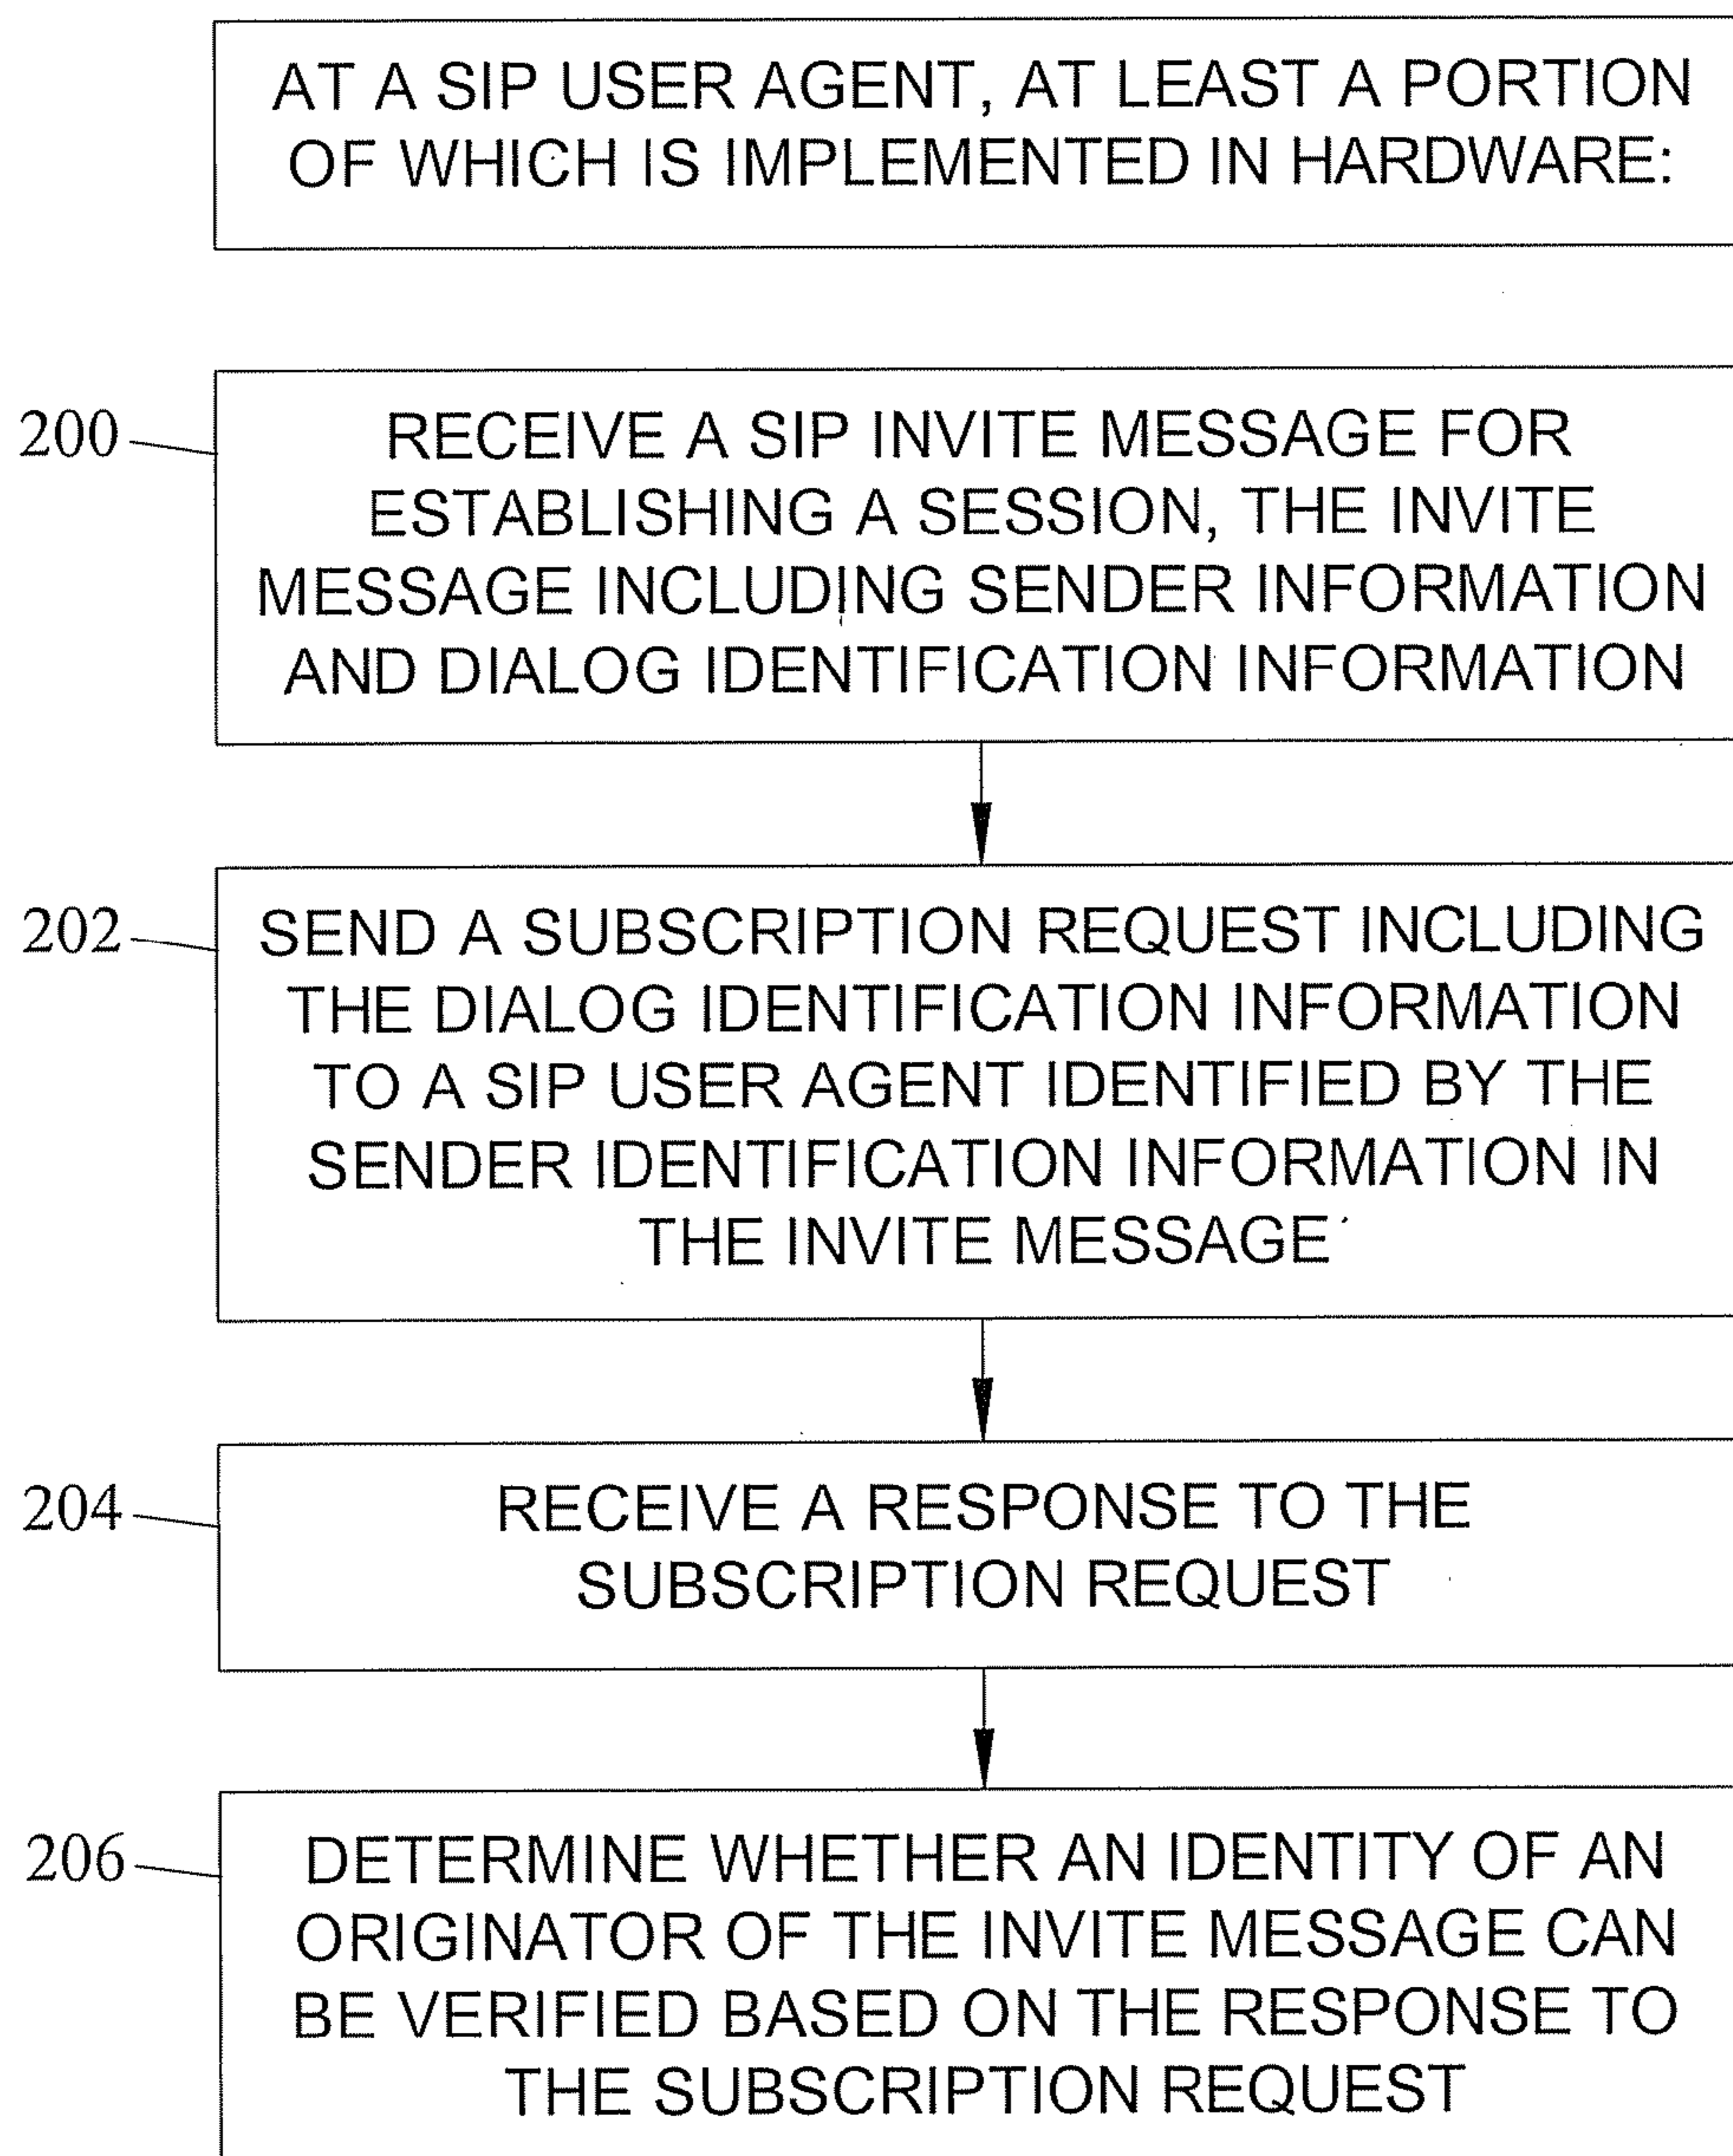 AT A SIP USER AGENT, AT LEAST A PORTION
OF WHICH IS IMPLEMENTED IN HARDWARE:
200
RECEIVE A SIP INVITE MESSAGE FOR
ESTABLISHING A SESSION, THE INVITE
MESSAGE INCLUDING SENDER INFORMATION
AND DIALOG IDENTIFICATION INFORMATION
202
SEND A SUBSCRIPTION REQUEST INCLUDING
THE DIALOG IDENTIFICATION INFORMATION
TO A SIP USER AGENT IDENTIFIED BY THE
SENDER IDENTIFICATION INFORMATION IN
THE INVITE MESSAGE
204
RECEIVE A RESPONSE TO THE
SUBSCRIPTION REQUEST
206
DETERMINE WHETHER AN IDENTITY OF AN
ORIGINATOR OF THE INVITE MESSAGE CAN
BE VERIFIED BASED ON THE RESPONSE TO
THE SUBSCRIPTION REQUEST